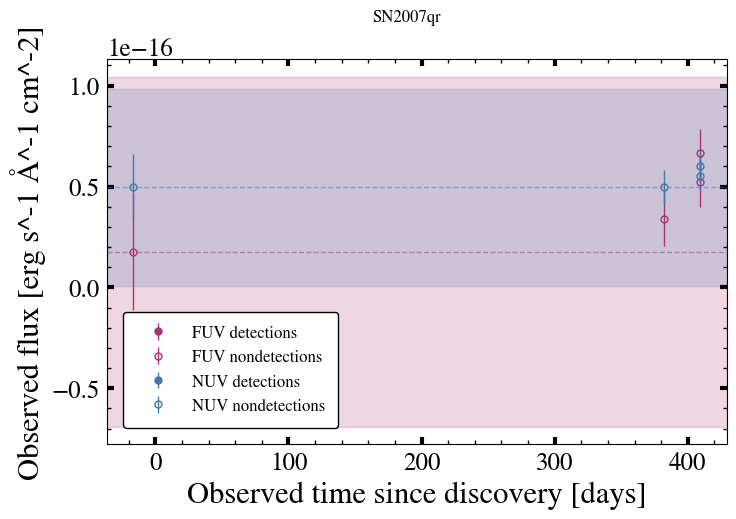 SN2007qr
1e−16
1.0
0.5
0.0
−0.5
Observed flux [erg s^-1 Å^-1 cm^-2]
FUV detections
FUV nondetections
NUV detections
NUV nondetections
0 100 200 300 400
Observed time since discovery [days]